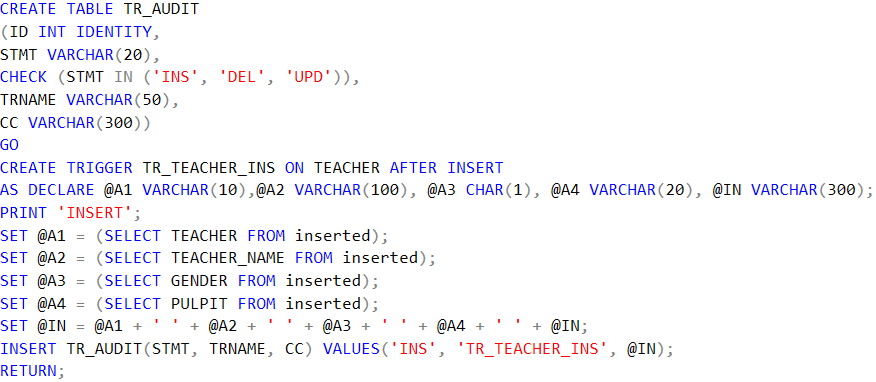 CREATE TABLE TR_AUDIT
(ID INT IDENTITY,
STMT VARCHAR(20),
CHECK (STMT IN ('INS', 'DEL', 'UPD')),
TRNAME VARCHAR(50),
CC VARCHAR(300))
GO
CREATE TRIGGER TR_TEACHER_INS ON TEACHER AFTER INSERT
AS DECLARE @A1 VARCHAR(10),@A2 VARCHAR(100), @A3 CHAR(1), @A4 VARCHAR(20), @IN VARCHAR(300);
PRINT 'INSERT';
SET @A1 = (SELECT TEACHER FROM inserted);
SET @A2 = (SELECT TEACHER_NAME FROM inserted);
SET @A3 = (SELECT GENDER FROM inserted);
SET @A4 = (SELECT PULPIT FROM inserted);
SET @IN = @A1 + ' ' + @A2 + ' ' + @A3 + ' ' + @A4 + ' ' + @IN;
INSERT TR_AUDIT(STMT, TRNAME, CC) VALUES('INS', 'TR_TEACHER_INS', @IN);
RETURN;